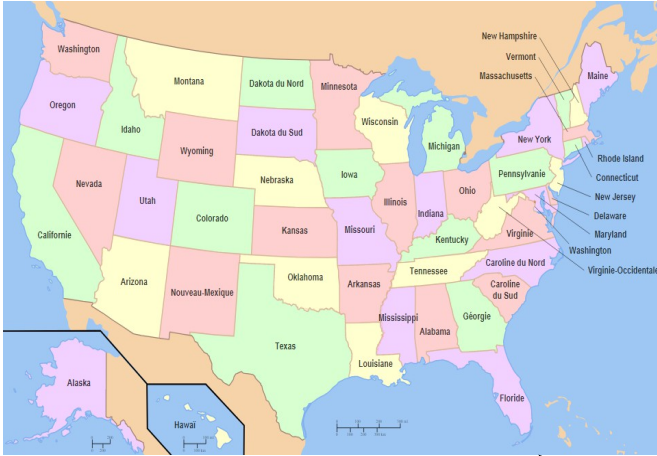 New Hampshire
Vermont
Massachusetts
Maine
Washington
Montana
Dakota du Nord
Minnesota
Oregon
Idaho
Wisconsin
Dakota du Sud
Michigan
New York
Wyoming
Rhode Island
Connecticut
Nebraska
Iowa
Pennsylvanie
Nevada
Utah
Colorado
Illinois
Indiana
Ohio
New Jersey
Delaware
Maryland
Washington
Virginie-Occidentale
Californie
Kansas
Missouri
Kentucky
Virginie
Caroline du Nord
Arizona
Nouveau-Mexique
Oklahoma
Arkansas
Tennessee
Caroline
du Sud
Mississippi
Alabama
Géorgie
Texas
Louisiane
Floride
Alaska
Hawaï